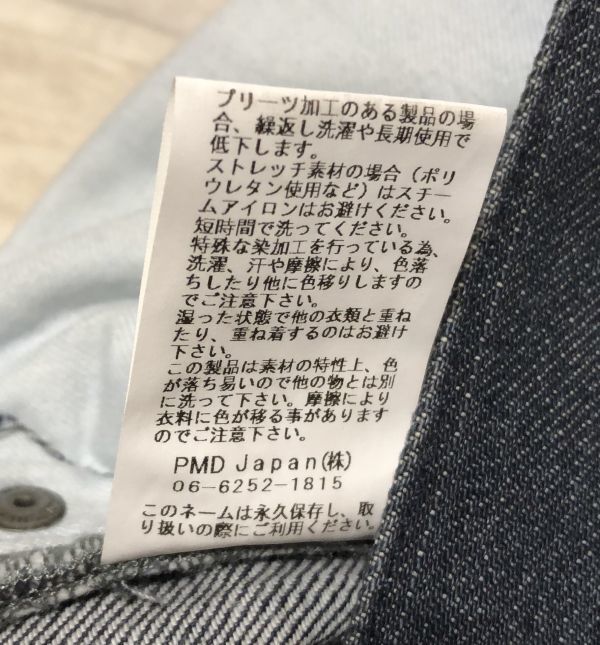 プリーツ加工のある製品の場
合、繰返し洗濯や長期使用で
低下します。
ストレッチ素材の場合（ポリ
ウレタン使用など）はスチー
ムアイロンはお避けください。
短時間で洗ってください。
特殊な染加工を行っている為、
洗濯、汗や摩擦により、色落
ちしたり他に色移りしますの
でご注意下さい。
湿った状態で他の衣類と重ね
たり、重ね着するのはお避け
下さい。
この製品は素材の特性上、色
が落ち易いので他の物とは別
に洗って下さい。摩擦により
衣料に色が移る事があります
のでご注意下さい。
PMD Japan(株)
06-6252-1815
このネームは永久保存し、取
り扱いの際にご利用ください。